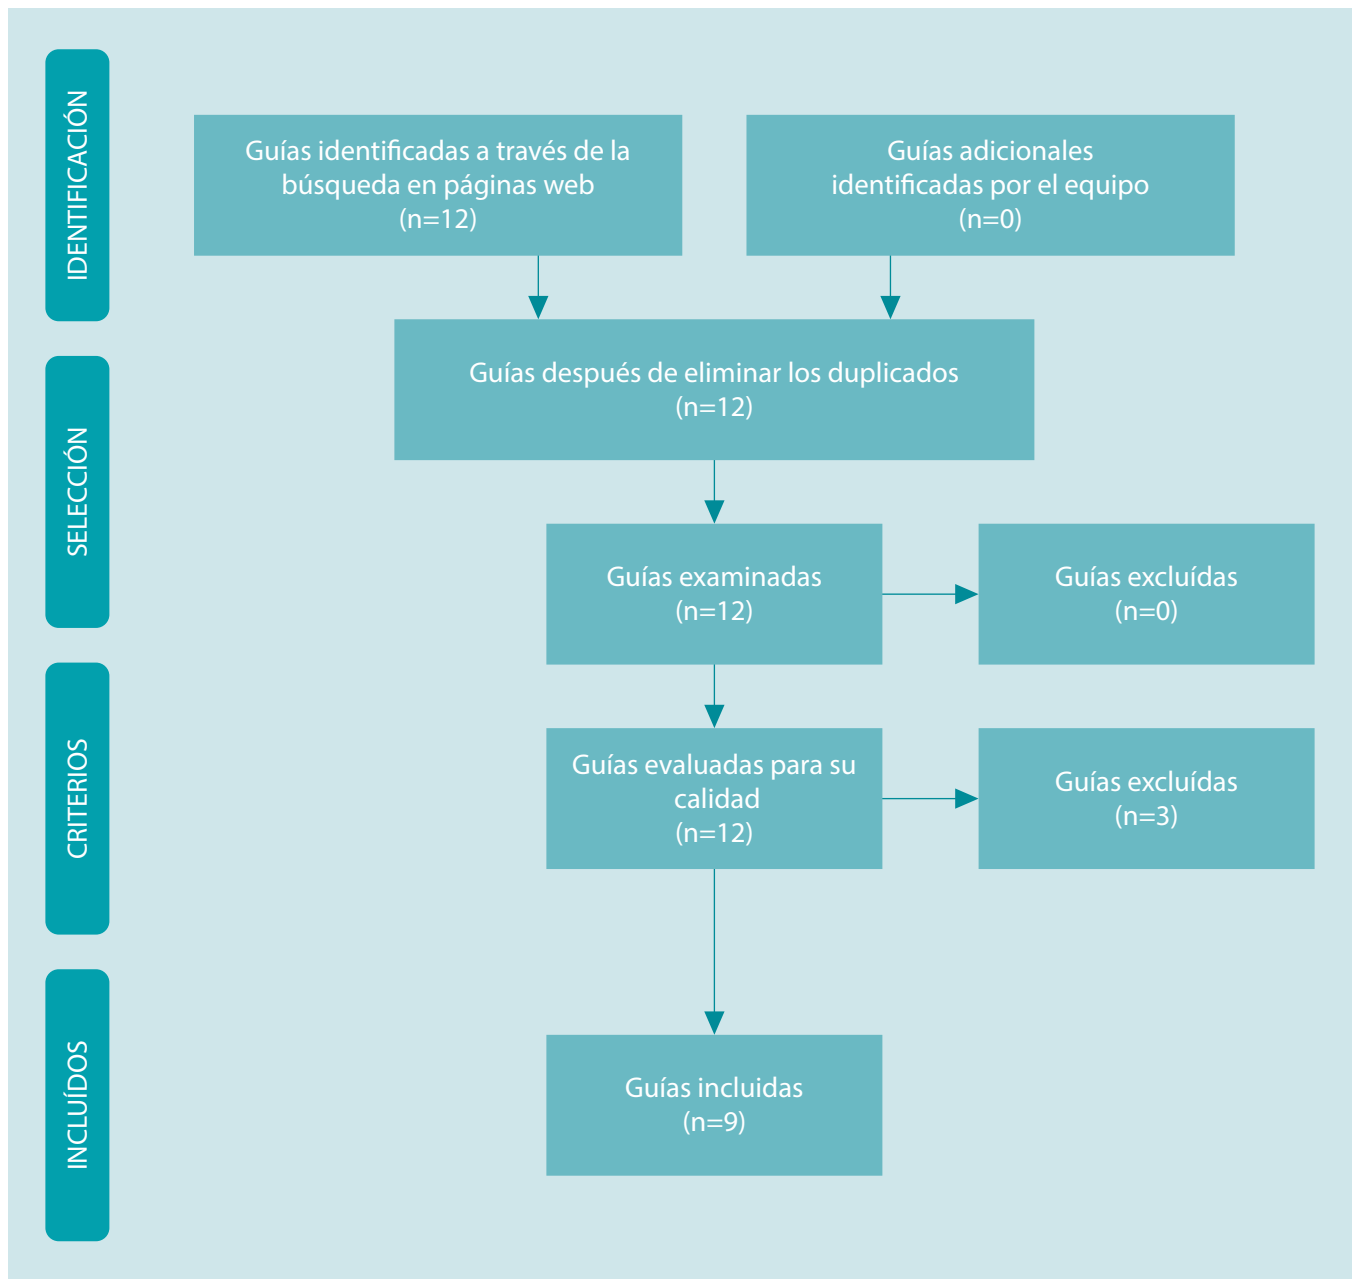 IDENTIFICACIÓN
Guías identificadas a través de la
búsqueda en páginas web
(n=12)
Guías adicionales
identificadas por el equipo
(n=0)
SELECCIÓN
Guías después de eliminar los duplicados
(n=12)
Guías examinadas
(n=12)
Guías excluídas
(n=0)
CRITERIOS
Guías evaluadas para su
calidad
(n=12)
Guías excluídas
(n=3)
INCLUÍDOS
Guías incluidas
(n=9)